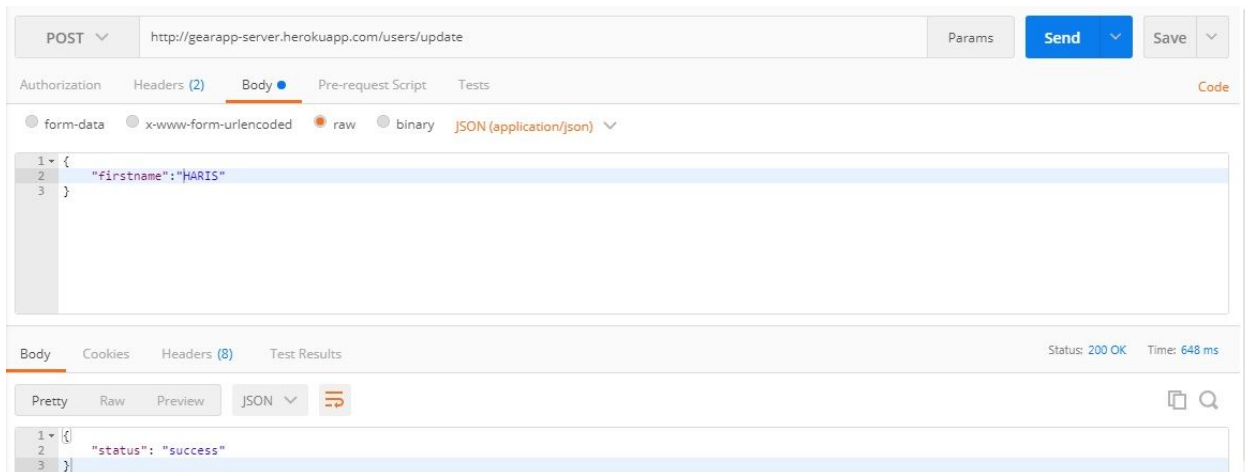 POST http://gearapp-server.herokuapp.com/users/update Params Send Save
Authorization Headers (2) Body Pre-request Script Tests Code
form-data x-www-form-urlencoded raw binary JSON (application/json)
1 {
2 "firstname":"HARIS"
3 }
Body Cookies Headers (8) Test Results Status: 200 OK Time: 648 ms
Pretty Raw Preview JSON
1 {
2 "status": "success"
3 }